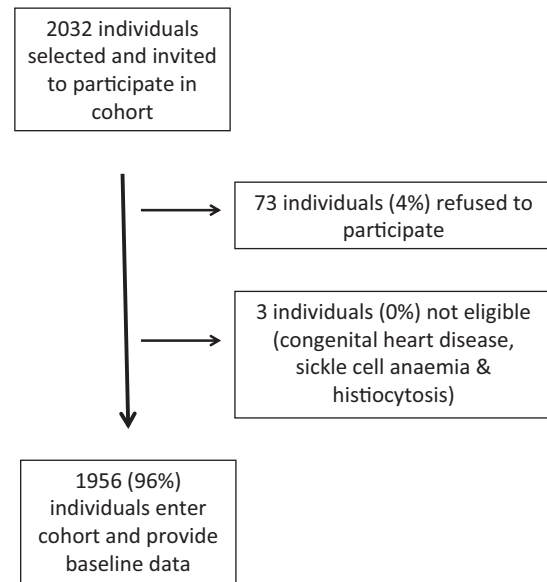 2032 individuals
selected and invited
to participate in
cohort
73 individuals (4%) refused to
participate
3 individuals (0%) not eligible
(congenital heart disease,
sickle cell anaemia &
histiocytosis)
1956 (96%)
individuals enter
cohort and provide
baseline data